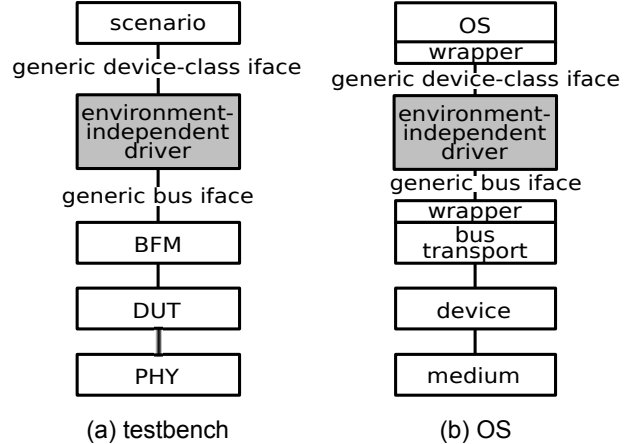 scenario
generic device-class iface
environment-
independent
driver
generic bus iface
BFM
DUT
PHY
(a) testbench
OS
wrapper
generic device-class iface
environment-
independent
driver
generic bus iface
wrapper
bus
transport
device
medium
(b) OS